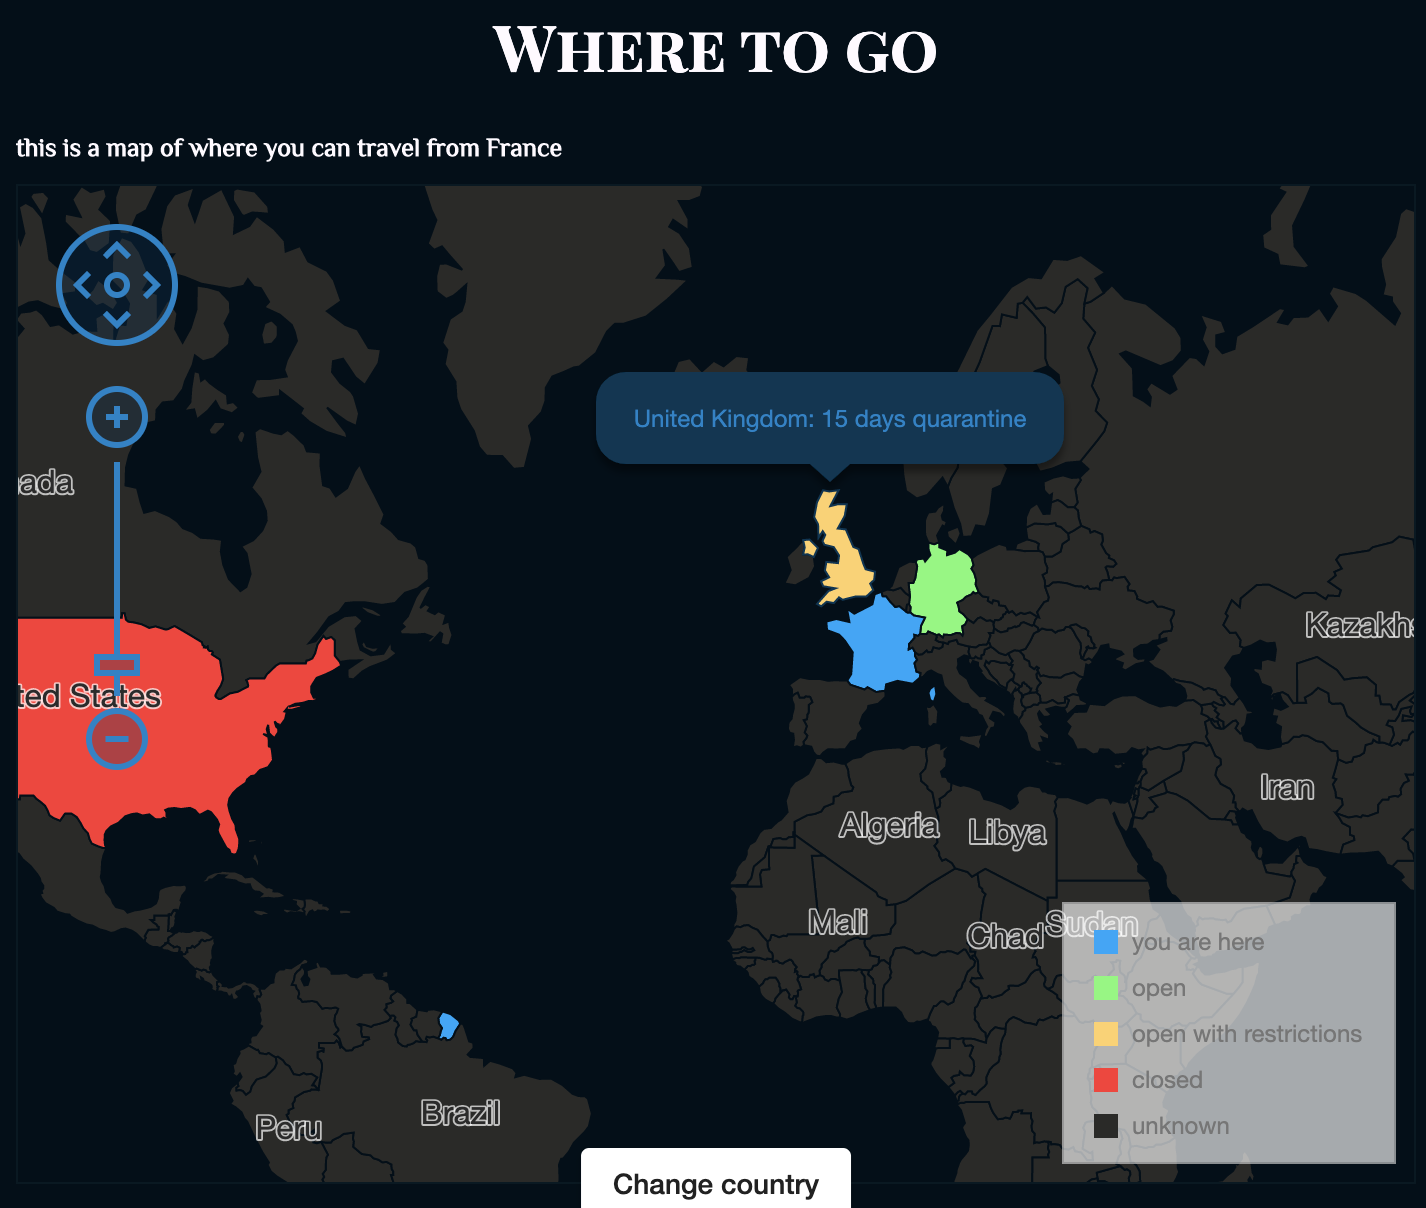 WHERE TO GO
this is a map of where you can travel from France
United Kingdom: 15 days quarantine
ada
Kazakhs
ted States
Iran
Algeria
Libya
Mali
Chad
Sudan
you are here
open
open with restrictions
closed
unknown
Brazil
Peru
Change country